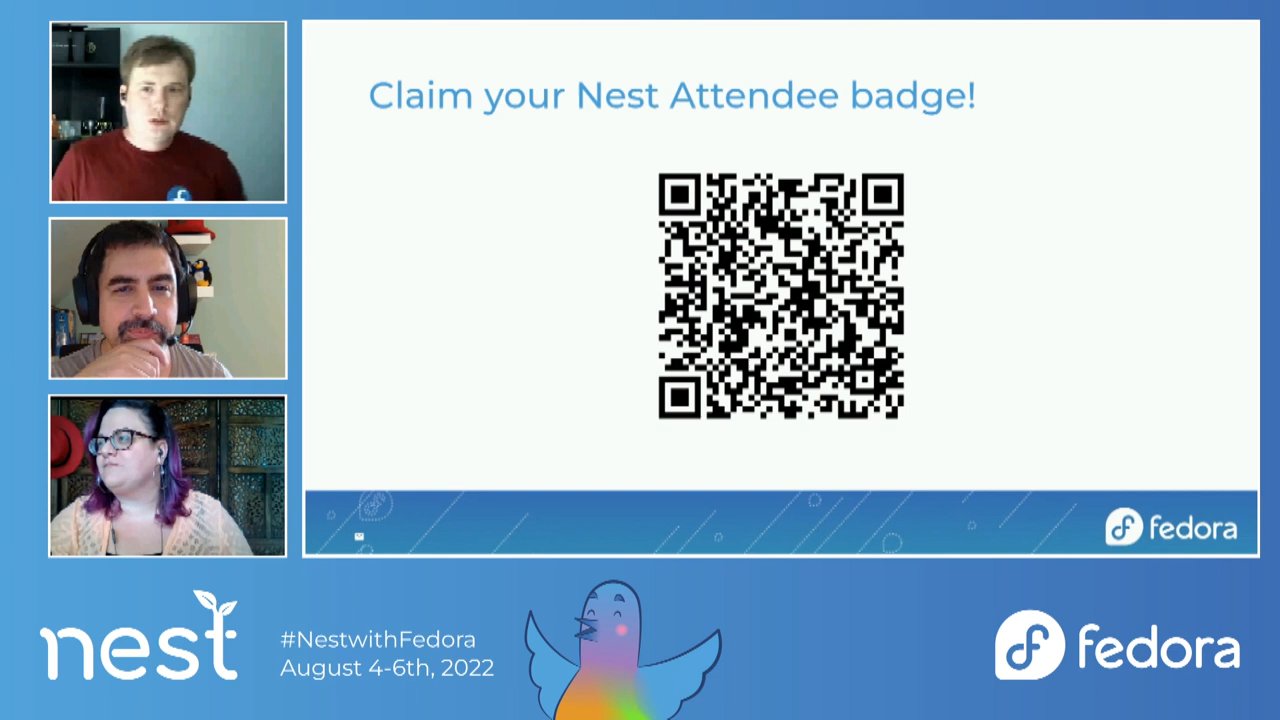 Claim your Nest Attendee badge!
fedora
nest
#NestwithFedora
August 4-6th, 2022
fedora